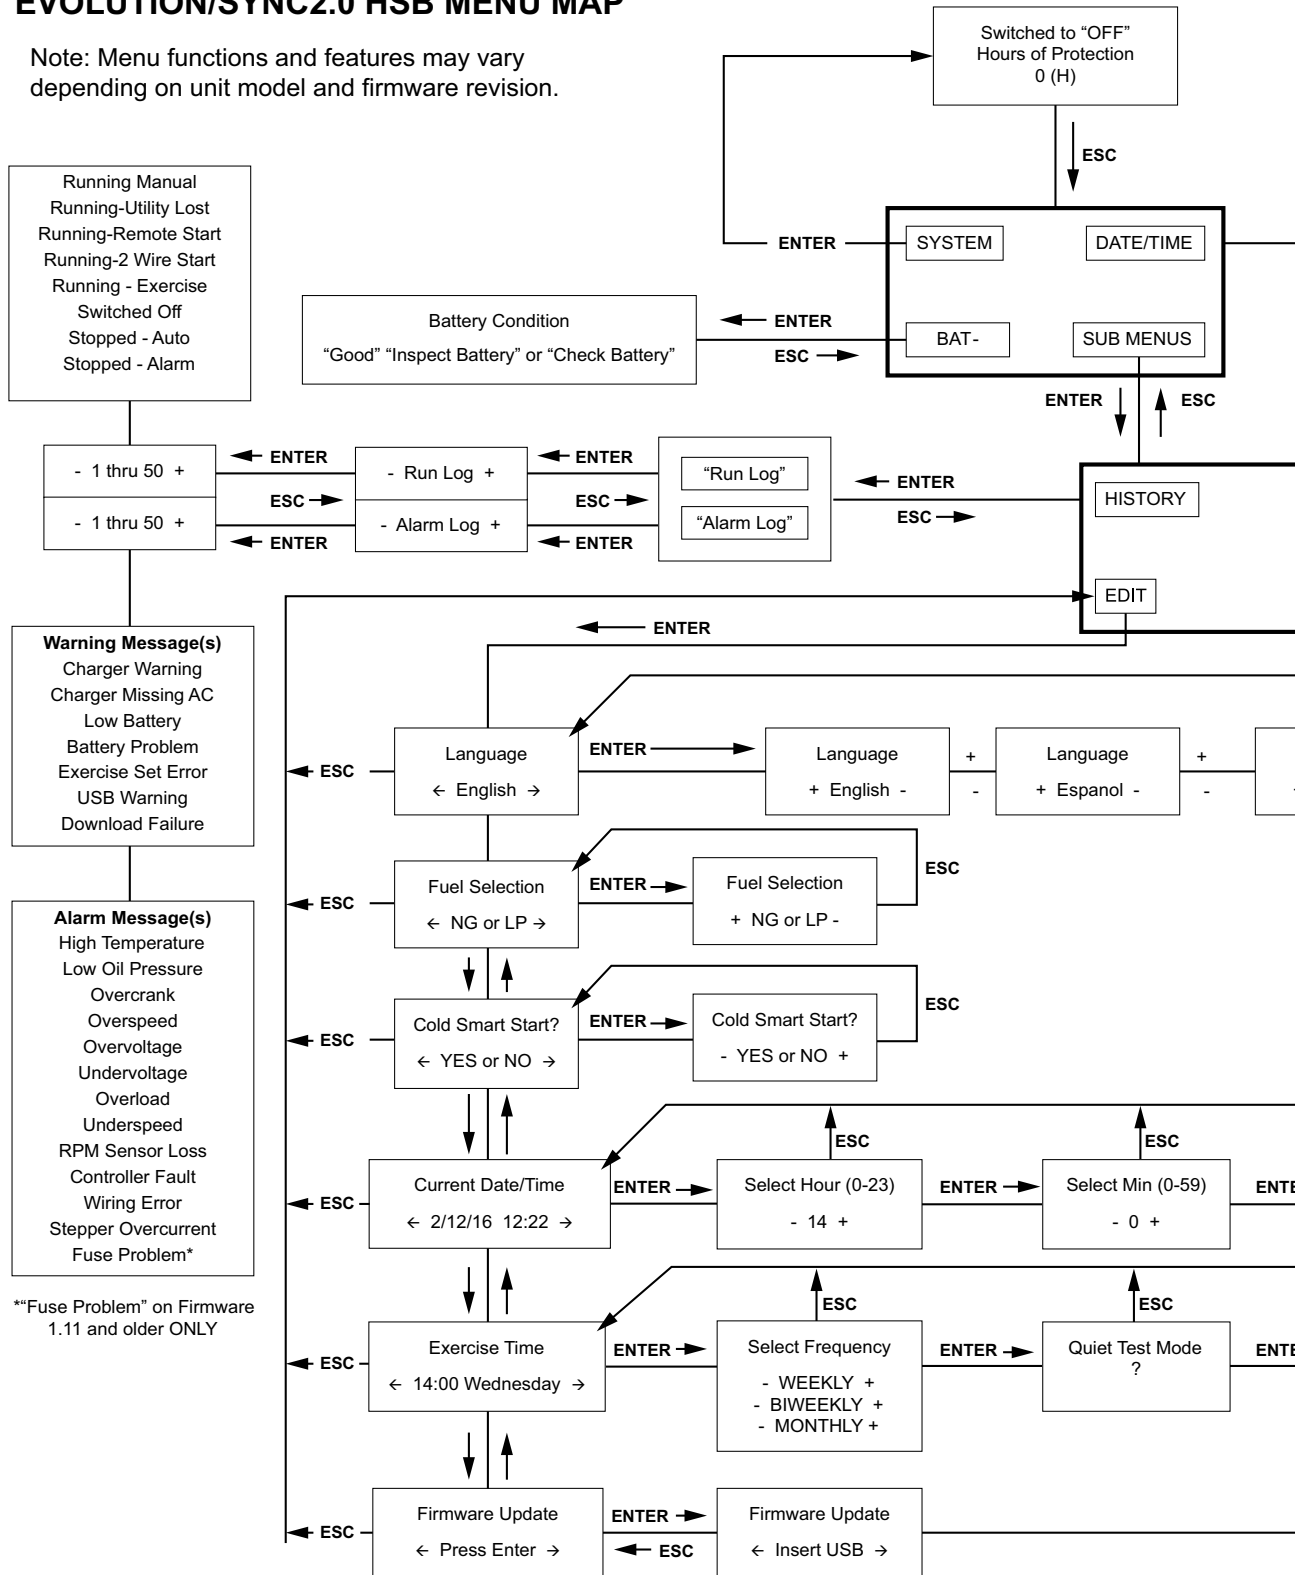 EVOLUTION/SYNC2.0 HSB MENU MAP
Note: Menu functions and features may vary
depending on unit model and firmware revision.
Switched to “OFF”
Hours of Protection
0 (H)
ESC
ENTER
SYSTEM
DATE/TIME
BAT-
SUB MENUS
Battery Condition
“Good” “Inspect Battery” or “Check Battery”
ENTER
ESC
ENTER
ESC
Running Manual
Running-Utility Lost
Running-Remote Start
Running-2 Wire Start
Running - Exercise
Switched Off
Stopped - Auto
Stopped - Alarm
- 1 thru 50 +
- 1 thru 50 +
ENTER
ESC
ENTER
- Run Log +
- Alarm Log +
ENTER
ESC
ENTER
“Run Log”
“Alarm Log”
ENTER
ESC
HISTORY
EDIT
ENTER
Warning Message(s)
Charger Warning
Charger Missing AC
Low Battery
Battery Problem
Exercise Set Error
USB Warning
Download Failure
Alarm Message(s)
High Temperature
Low Oil Pressure
Overcrank
Overspeed
Overvoltage
Undervoltage
Overload
Underspeed
RPM Sensor Loss
Controller Fault
Wiring Error
Stepper Overcurrent
Fuse Problem*
*“Fuse Problem” on Firmware
1.11 and older ONLY
ESC
Language
← English →
ENTER
Language
+ English -
+
-
Language
+ Espanol -
+
-
ESC
Fuel Selection
← NG or LP →
ENTER
Fuel Selection
+ NG or LP -
ESC
ESC
Cold Smart Start?
← YES or NO →
ENTER
Cold Smart Start?
- YES or NO +
ESC
ESC
Current Date/Time
← 2/12/16 12:22 →
ENTER
Select Hour (0-23)
- 14 +
ESC
ENTER
Select Min (0-59)
- 0 +
ESC
ESC
Exercise Time
← 14:00 Wednesday →
ENTER
Select Frequency
- WEEKLY +
- BIWEEKLY +
- MONTHLY +
ESC
ENTER
Quiet Test Mode
?
ESC
ESC
Firmware Update
← Press Enter →
ENTER
ESC
Firmware Update
← Insert USB →